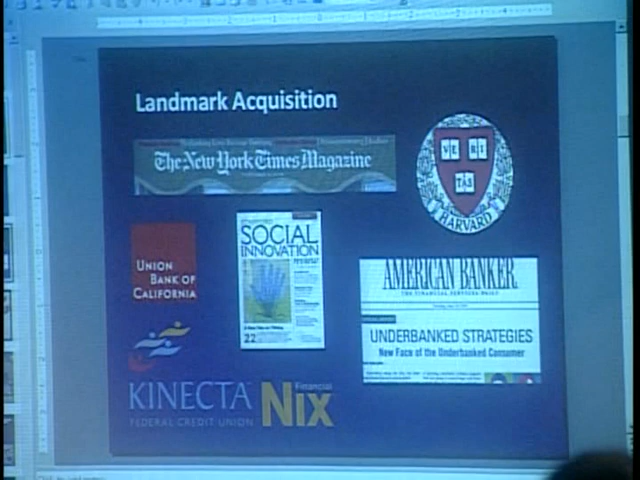 Landmark Acquisition
The New York Times Magazine
VE RI
TAS
HARVARD
SOCIAL
INNOVATION
22
UNION
BANK OF
CALIFORNIA
AMERICAN BANKER.
THE FINANCIAL SERVICES DAILY
UNDERBANKED STRATEGIES
New Face of the Underbanked Consumer
KINECTA
FEDERAL CREDIT UNION
Nix
Financial